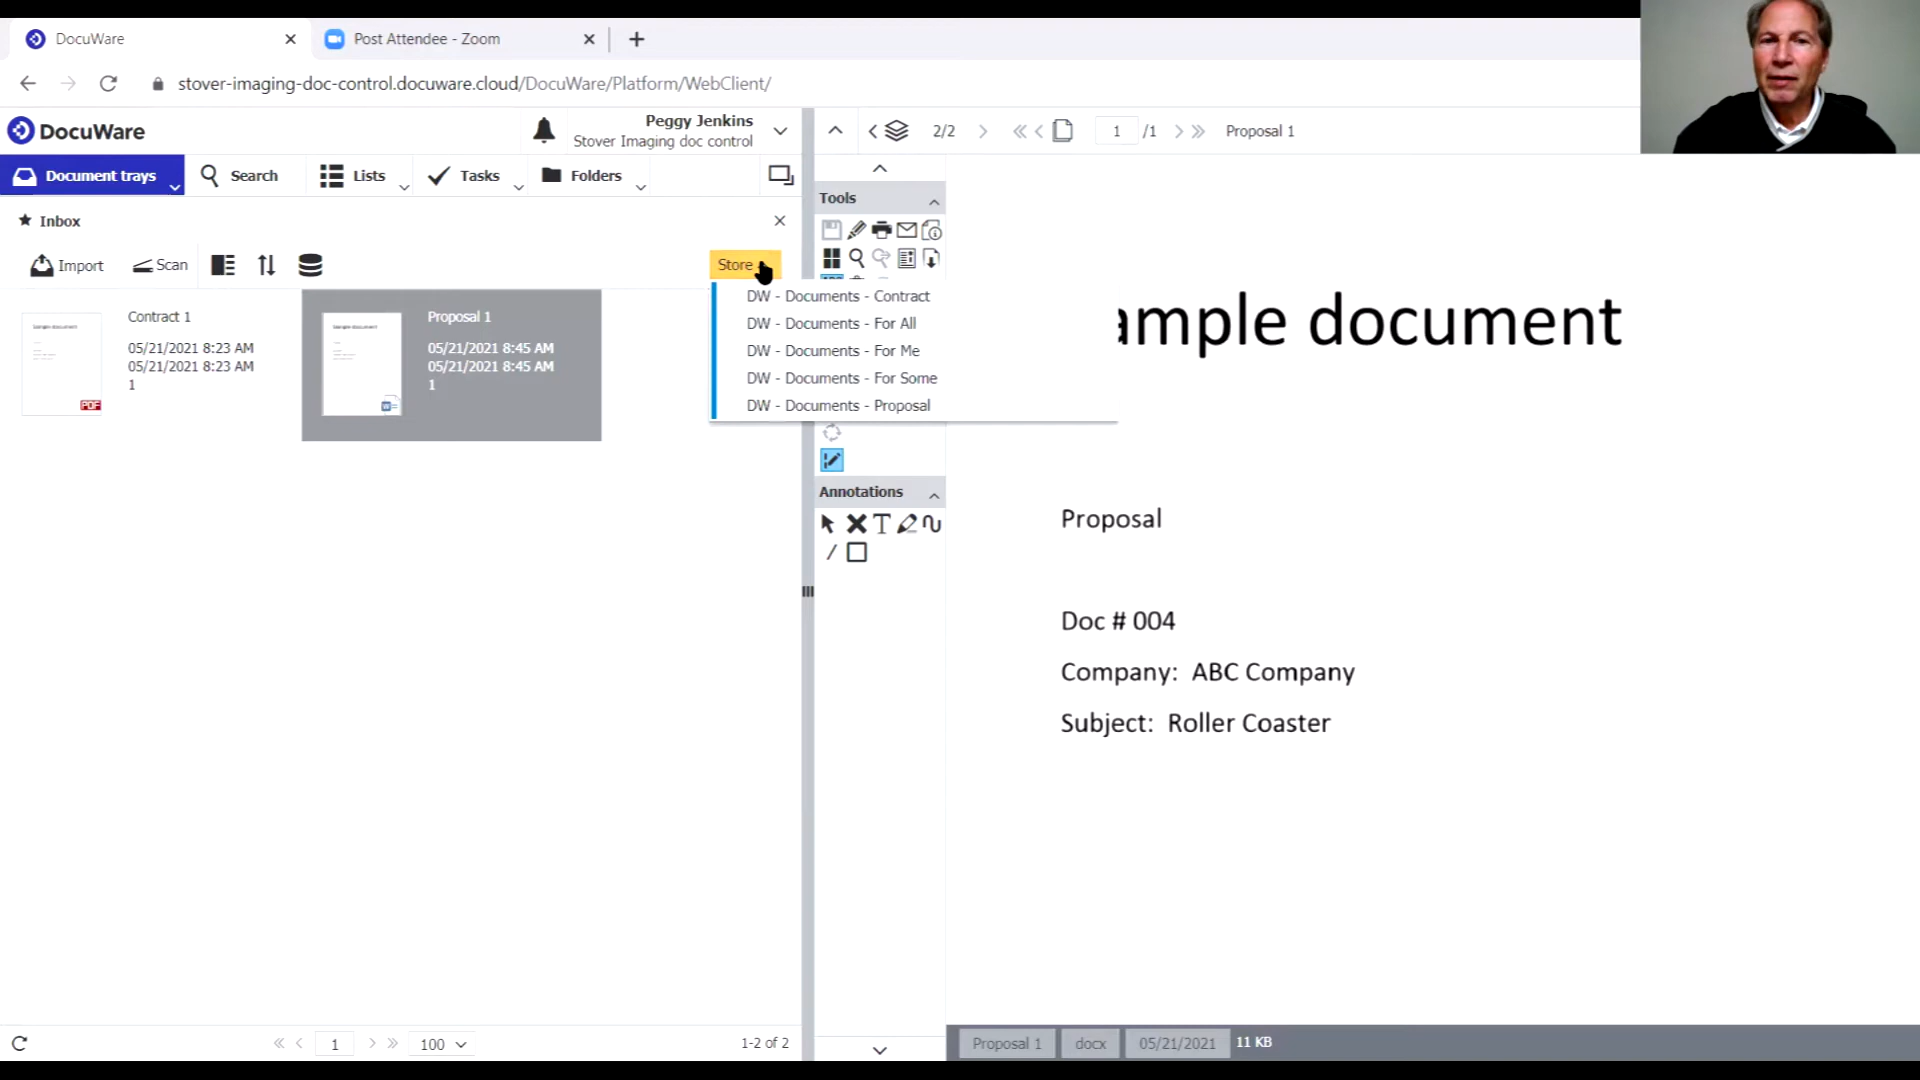 DocuWare
Post Attendee - Zoom
stover-imaging-doc-control.docuware.cloud/DocuWare/Platform/WebClient/
DocuWare
Peggy Jenkins
Stover Imaging doc control
2/2
1 /1
Proposal 1
Document trays
Search
Lists
Tasks
Folders
Inbox
Import
Scan
Store
Contract 1
05/21/2021 8:23 AM
05/21/2021 8:23 AM
1
PDF
Proposal 1
05/21/2021 8:45 AM
05/21/2021 8:45 AM
1
DW - Documents - Contract
DW - Documents - For All
DW - Documents - For Me
DW - Documents - For Some
DW - Documents - Proposal
Tools
Annotations
Sample document
Sample document
ample document
Proposal
Doc # 004
Company: ABC Company
Subject: Roller Coaster
1
100
1-2 of 2
Proposal 1
docx
05/21/2021
11 KB